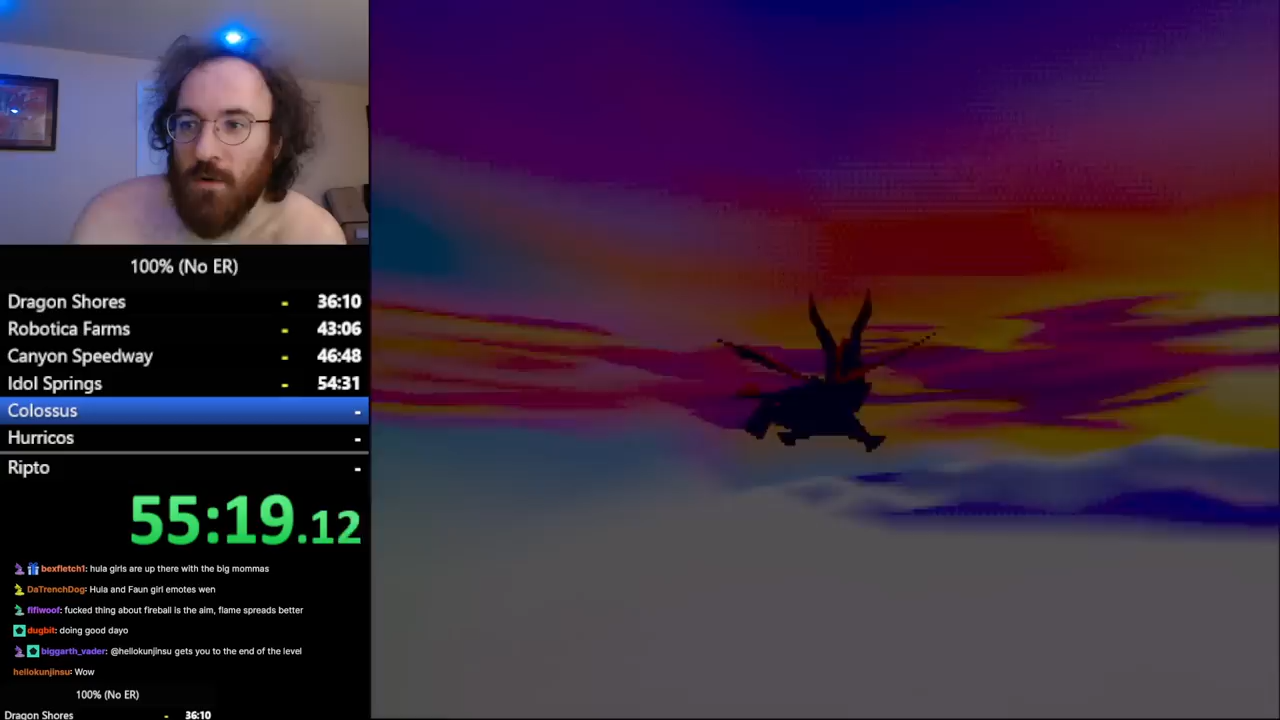 100% (No ER)
Dragon Shores - 36:10
Robotica Farms - 43:06
Canyon Speedway - 46:48
Idol Springs - 54:31
Colossus -
Hurricos -
Ripto -
55:19.12
bexfletch1: hula girls are up there with the big mommas
DaTrenchDog: Hula and Faun girl emotes wen
fifiwoof: fucked thing about fireball is the aim, flame spreads better
dugbit: doing good dayo
biggarth_vader: @hellokunjinsu gets you to the end of the level
hellokunjinsu: Wow
100% (No ER)
Dragon Shores - 36:10